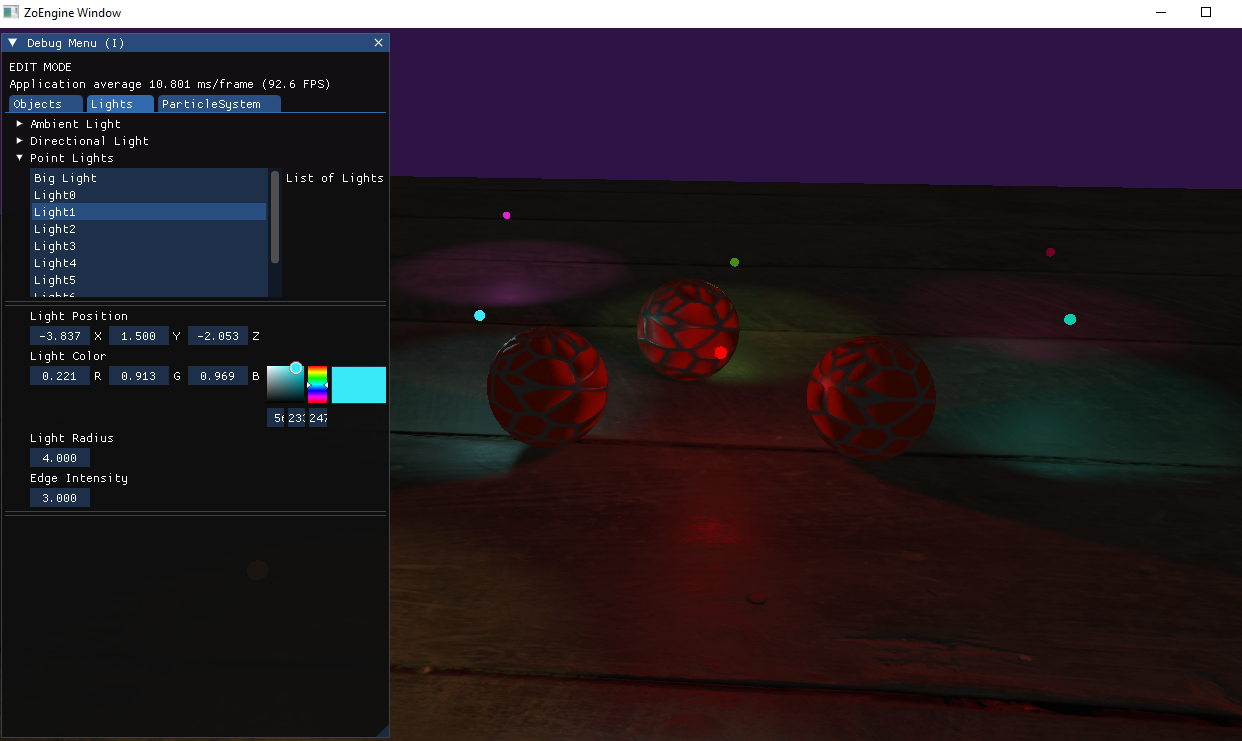 ZoEngine Window
Debug Menu (I)
EDIT MODE
Application average 10.801 ms/frame (92.6 FPS)
Objects Lights ParticleSystem
Ambient Light
Directional Light
Point Lights
Big Light List of Lights
Light0
Light1
Light2
Light3
Light4
Light5
Light Position
-3.837 X 1.500 Y -2.053 Z
Light Color
0.221 R 0.913 G 0.969 B
247
Light Radius
4.000
Edge Intensity
3.000